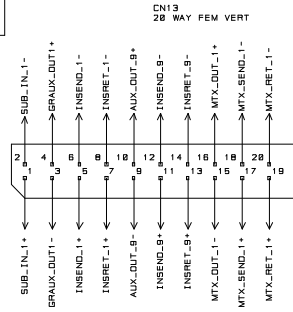 CN13
20 WAY FEM VERT
SUB_IN_1-
GRAUX_OUT1+
INSEND_1-
INSRET_1-
AUX_OUT_9+
INSEND_9-
INSRET_9-
MTX_OUT_1+
MTX_SEND_1-
MTX_RET_1-
2 4 6 8 10 12 14 16 18 20
1 3 5 7 9 11 13 15 17 19
SUB_IN_1+
GRAUX_OUT1-
INSEND_1+
INSRET_1+
AUX_OUT_9-
INSEND_9+
INSRET_9+
MTX_OUT_1-
MTX_SEND_1+
MTX_RET_1+